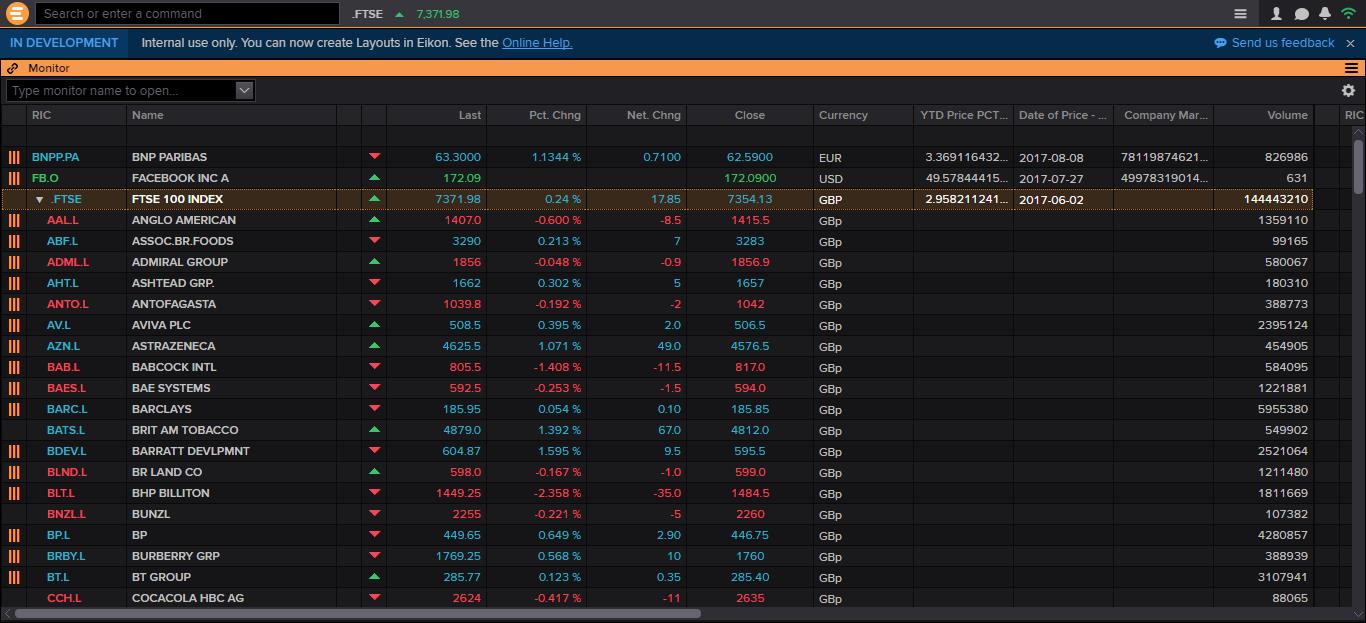 Search or enter a command .FTSE 7,371.98
IN DEVELOPMENT Internal use only. You can now create Layouts in Eikon. See the Online Help. Send us feedback
Monitor
Type monitor name to open...
RIC Name Last Pct. Chng Net. Chng Close Currency YTD Price PCT... Date of Price - ... Company Mar... Volume RIC
BNPP.PA BNP PARIBAS 63.3000 1.1344 % 0.7100 62.5900 EUR 3.369116432... 2017-08-08 78119874621... 826986
FB.O FACEBOOK INC A 172.09 172.0900 USD 49.57844415... 2017-07-27 49978319014... 631
.FTSE FTSE 100 INDEX 7371.98 0.24 % 17.85 7354.13 GBP 2.958211241... 2017-06-02 144443210
AAL.L ANGLO AMERICAN 1407.0 -0.600 % -8.5 1415.5 GBp 1359110
ABF.L ASSOC.BR.FOODS 3290 0.213 % 7 3283 GBp 99165
ADML.L ADMIRAL GROUP 1856 -0.048 % -0.9 1856.9 GBp 580067
AHT.L ASHTEAD GRP. 1662 0.302 % 5 1657 GBp 180310
ANTO.L ANTOFAGASTA 1039.8 -0.192 % -2 1042 GBp 388773
AV.L AVIVA PLC 508.5 0.395 % 2.0 506.5 GBp 2395124
AZN.L ASTRAZENECA 4625.5 1.071 % 49.0 4576.5 GBp 454905
BAB.L BABCOCK INTL 805.5 -1.408 % -11.5 817.0 GBp 584095
BAES.L BAE SYSTEMS 592.5 -0.253 % -1.5 594.0 GBp 1221881
BARC.L BARCLAYS 185.95 0.054 % 0.10 185.85 GBp 5955380
BATS.L BRIT AM TOBACCO 4879.0 1.392 % 67.0 4812.0 GBp 549902
BDEV.L BARRATT DEVLPMNT 604.87 1.595 % 9.5 595.5 GBp 2521064
BLND.L BR LAND CO 598.0 -0.167 % -1.0 599.0 GBp 1211480
BLT.L BHP BILLITON 1449.25 -2.358 % -35.0 1484.5 GBp 1811669
BNZL.L BUNZL 2255 -0.221 % -5 2260 GBp 107382
BP.L BP 449.65 0.649 % 2.90 446.75 GBp 4280857
BRBY.L BURBERRY GRP 1769.25 0.568 % 10 1760 GBp 388939
BT.L BT GROUP 285.77 0.123 % 0.35 285.40 GBp 3107941
CCH.L COCACOLA HBC AG 2624 -0.417 % -11 2635 GBp 88065